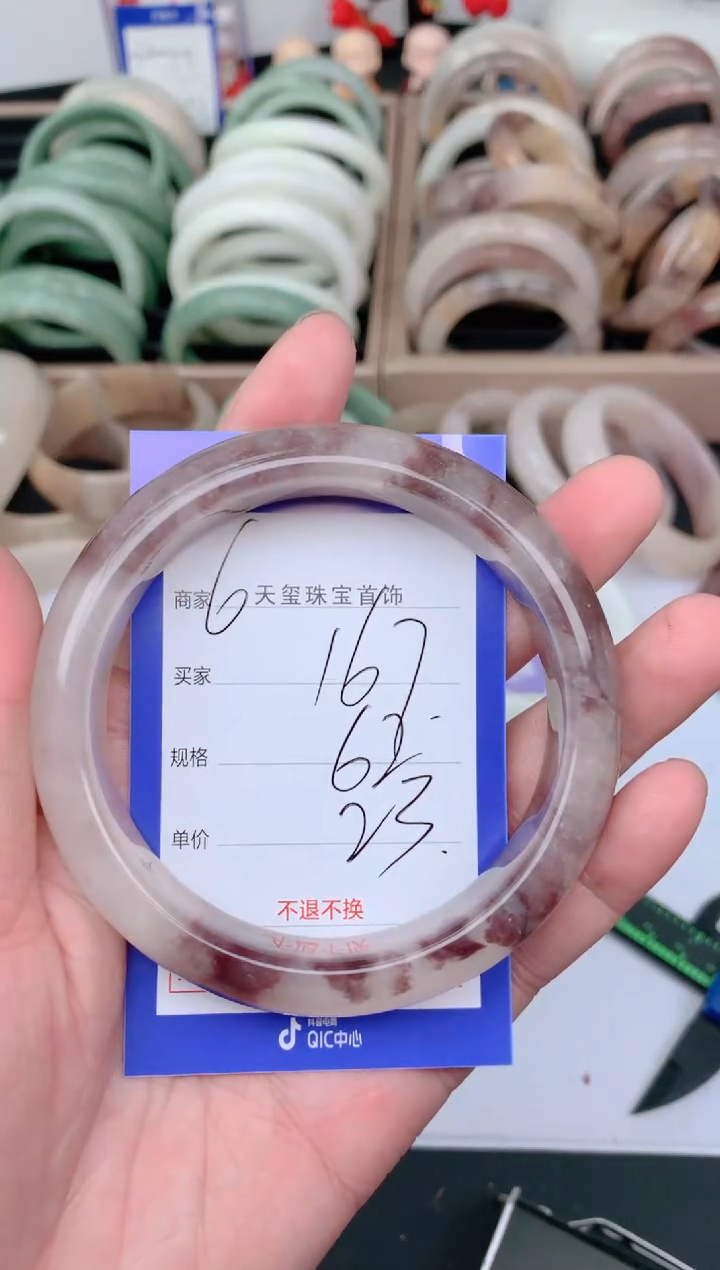 商家 6 天玺珠宝首饰
买家 167
规格 62.
单价 23.
不退不换
抖音电商
QIC中心